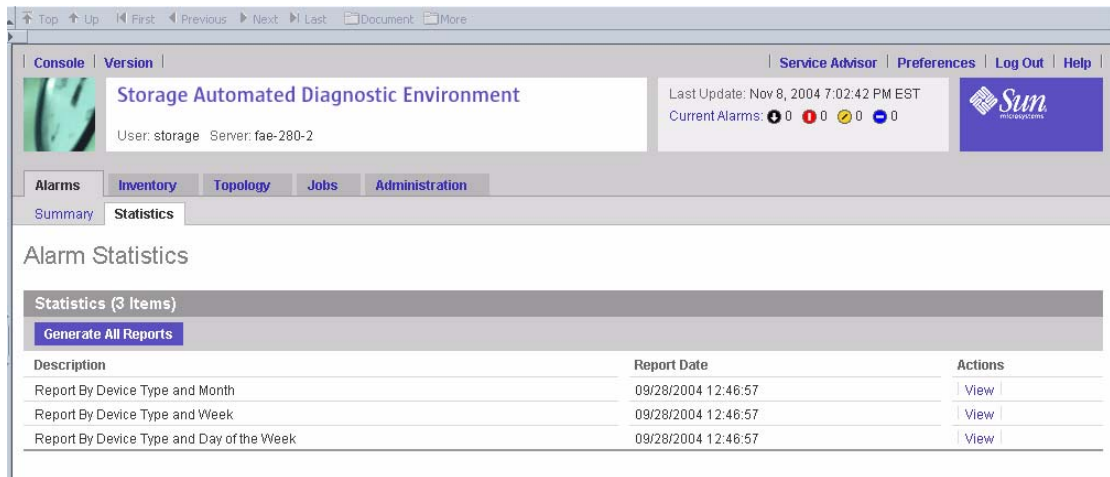 Top Up First Previous Next Last Document More
Console Version Service Advisor Preferences Log Out Help
Storage Automated Diagnostic Environment
User: storage Server: fae-280-2
Last Update: Nov 8, 2004 7:02:42 PM EST
Current Alarms: 0 0 0 0
Sun
microsystems
Alarms Inventory Topology Jobs Administration
Summary Statistics
Alarm Statistics
Statistics (3 Items)
Generate All Reports
Description Report Date Actions
Report By Device Type and Month 09/28/2004 12:46:57 View
Report By Device Type and Week 09/28/2004 12:46:57 View
Report By Device Type and Day of the Week 09/28/2004 12:46:57 View